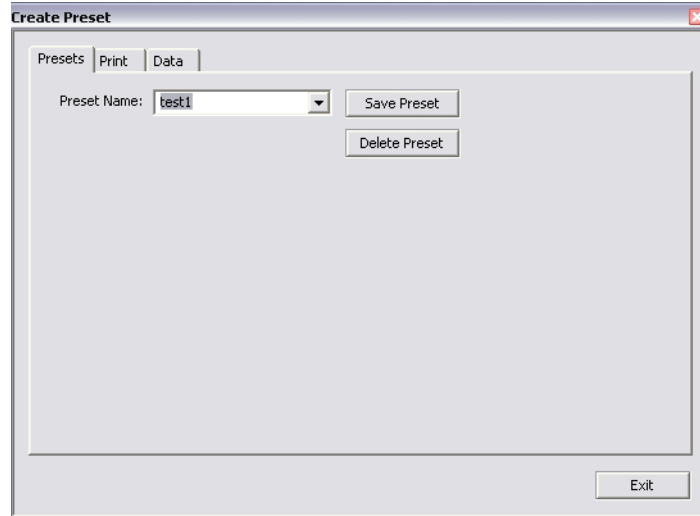 Create Preset
Presets Print Data
Preset Name: test1 Save Preset
Delete Preset
Exit